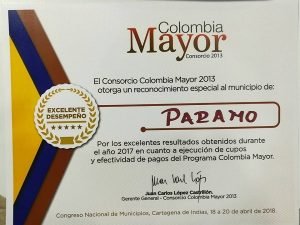 Colombia
Mayor
Consorcio 2013
El Consorcio Colombia Mayor 2013
otorga un reconocimiento especial al municipio de:
EXCELENTE
DESEMPEÑO
PARAMO
Por los excelentes resultados obtenidos durante
el año 2017 en cuanto a ejecución de cupos
y efectividad de pagos del Programa Colombia Mayor.
Juan Carlos López Castrillón,
Gerente General - Consorcio Colombia Mayor 2013
Congreso Nacional de Municipios, Cartagena de Indias, 18 a 20 de abril de 2018.